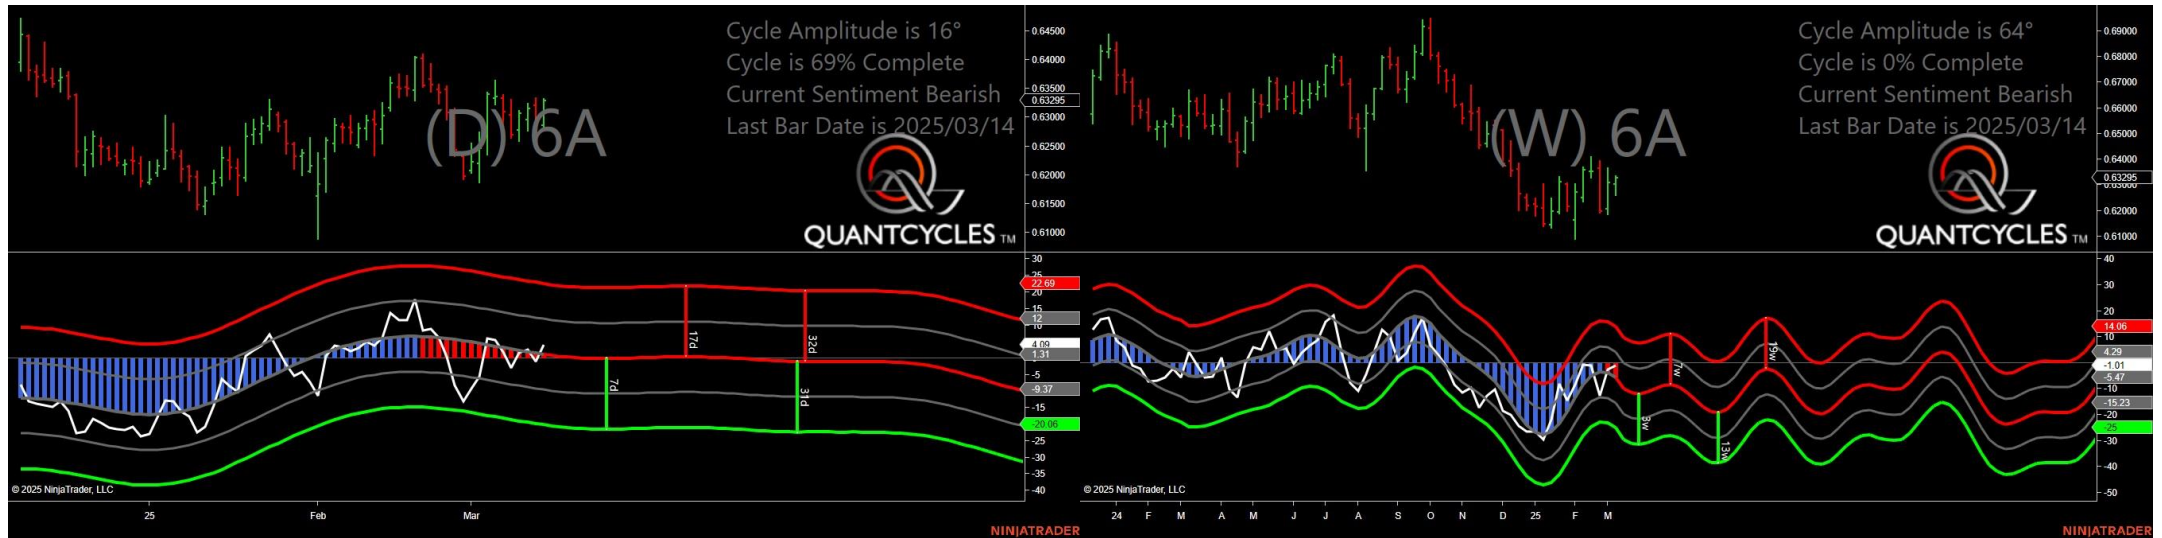 Cycle Amplitude is 16°
Cycle is 69% Complete
Current Sentiment Bearish
Last Bar Date is 2025/03/14
(D) 6A
QUANTCYCLES TM
0.64500
0.64000
0.63500
0.63295
0.63000
0.62500
0.62000
0.61500
0.61000
30
25
22.69
20
15
12
10
4.09
1.31
-5
-9.37
-15
-20.06
-25
-30
-35
-40
17d
32d
7d
31d
© 2025 NinjaTrader, LLC
25 Feb Mar
NINJATRADER
Cycle Amplitude is 64°
Cycle is 0% Complete
Current Sentiment Bearish
Last Bar Date is 2025/03/14
(W) 6A
QUANTCYCLES TM
0.69000
0.68000
0.67000
0.66000
0.65000
0.64000
0.63295
0.63000
0.62000
0.61000
40
30
20
14.06
10
4.29
-1.01
-5.47
-10
-15.23
-20
-25
-30
-40
-50
7w
19w
3w
13w
© 2025 NinjaTrader, LLC
24 F M A M J J A S O N D 25 F M
NINJATRADER